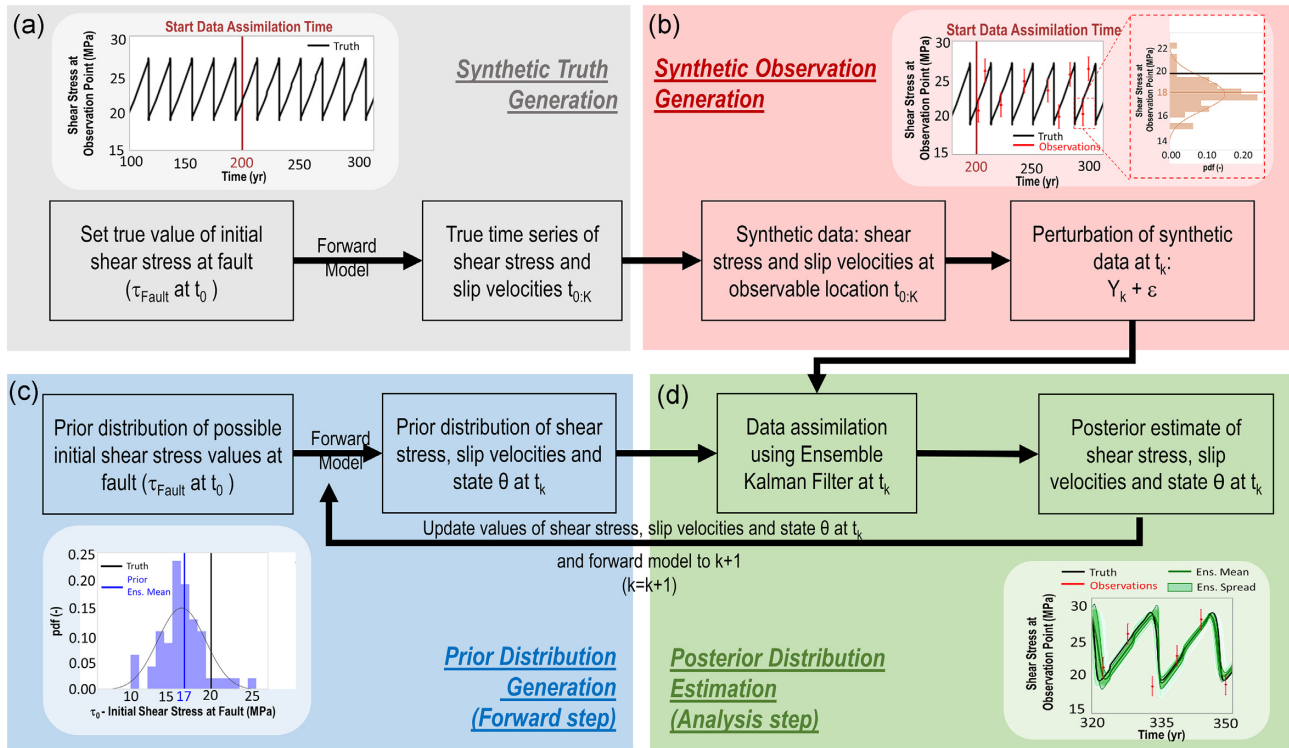 (a)
Start Data Assimilation Time
Shear Stress at
Observation Point (MPa)
30
25
20
15
Truth
100
150
200
250
300
Time (yr)
Synthetic Truth
Generation
Set true value of initial
shear stress at fault
(τFault at t0 )
Forward
Model
True time series of
shear stress and
slip velocities t0:K
(b)
Synthetic Observation
Generation
Start Data Assimilation Time
Shear Stress at
Observation Point (MPa)
30
25
20
15
Truth
Observations
200
250
300
Time (yr)
Shear Stress at
Observation Point (MPa)
22
20
18
16
14
0.00
0.10
0.20
pdf (-)
Synthetic data: shear
stress and slip velocities at
observable location t0:K
Perturbation of synthetic
data at tk:
Yk + ε
(c)
Prior distribution of possible
initial shear stress values at
fault (τFault at t0 )
Forward
Model
Prior distribution of shear
stress, slip velocities and
state θ at tk
(d)
Data assimilation
using Ensemble
Kalman Filter at tk
Posterior estimate of
shear stress, slip
velocities and state Θ at tk
Update values of shear stress, slip velocities and state θ at tk
and forward model to k+1
(k=k+1)
pdf (-)
0.25
0.20
0.15
0.10
0.05
0.00
Truth
Prior
Ens. Mean
10
15
17
20
25
τ0 - Initial Shear Stress at Fault (MPa)
Prior Distribution
Generation
(Forward step)
Posterior Distribution
Estimation
(Analysis step)
Truth
Observations
Ens. Mean
Ens. Spread
Shear Stress at
Observation Point (MPa)
30
25
20
15
320
335
350
Time (yr)